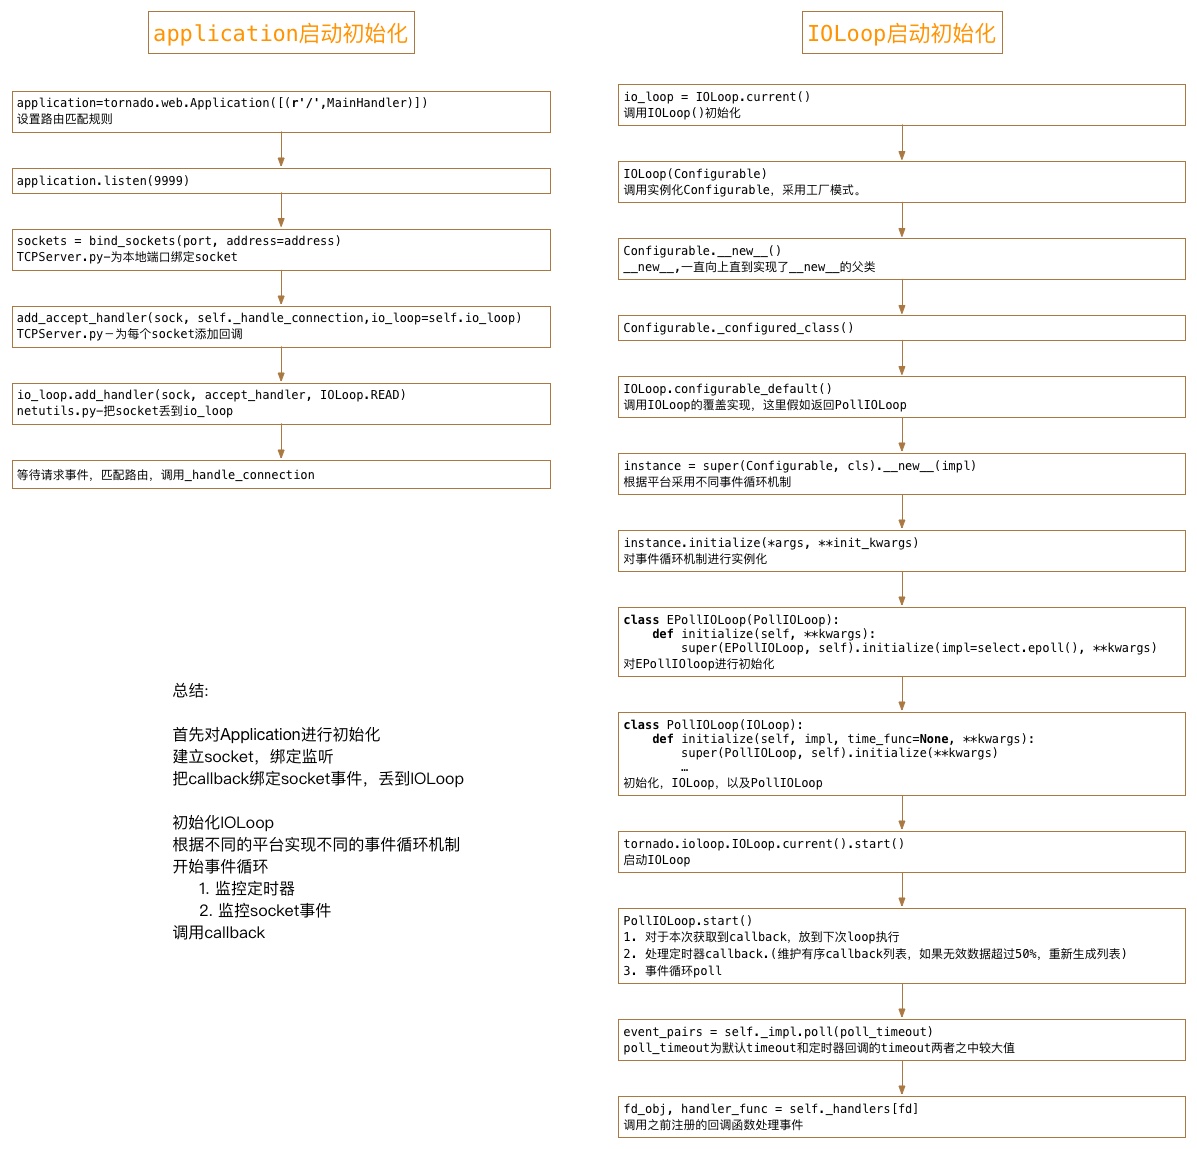 application启动初始化
application=tornado.web.Application([(r'/',MainHandler)])
设置路由匹配规则
application.listen(9999)
sockets = bind_sockets(port, address=address)
TCPServer.py-为本地端口绑定socket
add_accept_handler(sock, self._handle_connection,io_loop=self.io_loop)
TCPServer.py－为每个socket添加回调
io_loop.add_handler(sock, accept_handler, IOLoop.READ)
netutils.py-把socket丢到io_loop
等待请求事件，匹配路由，调用_handle_connection
总结:
首先对Application进行初始化
建立socket，绑定监听
把callback绑定socket事件，丢到IOLoop
初始化IOLoop
根据不同的平台实现不同的事件循环机制
开始事件循环
1. 监控定时器
2. 监控socket事件
调用callback
IOLoop启动初始化
io_loop = IOLoop.current()
调用IOLoop()初始化
IOLoop(Configurable)
调用实例化Configurable，采用工厂模式。
Configurable.__new__()
__new__,一直向上直到实现了__new__的父类
Configurable._configured_class()
IOLoop.configurable_default()
调用IOLoop的覆盖实现，这里假如返回PollIOLoop
instance = super(Configurable, cls).__new__(impl)
根据平台采用不同事件循环机制
instance.initialize(*args, **init_kwargs)
对事件循环机制进行实例化
class EPollIOLoop(PollIOLoop):
def initialize(self, **kwargs):
super(EPollIOLoop, self).initialize(impl=select.epoll(), **kwargs)
对EPollIOloop进行初始化
class PollIOLoop(IOLoop):
def initialize(self, impl, time_func=None, **kwargs):
super(PollIOLoop, self).initialize(**kwargs)
…
初始化，IOLoop，以及PollIOLoop
tornado.ioloop.IOLoop.current().start()
启动IOLoop
PollIOLoop.start()
1. 对于本次获取到callback，放到下次loop执行
2. 处理定时器callback.(维护有序callback列表，如果无效数据超过50%，重新生成列表)
3. 事件循环poll
event_pairs = self._impl.poll(poll_timeout)
poll_timeout为默认timeout和定时器回调的timeout两者之中较大值
fd_obj, handler_func = self._handlers[fd]
调用之前注册的回调函数处理事件